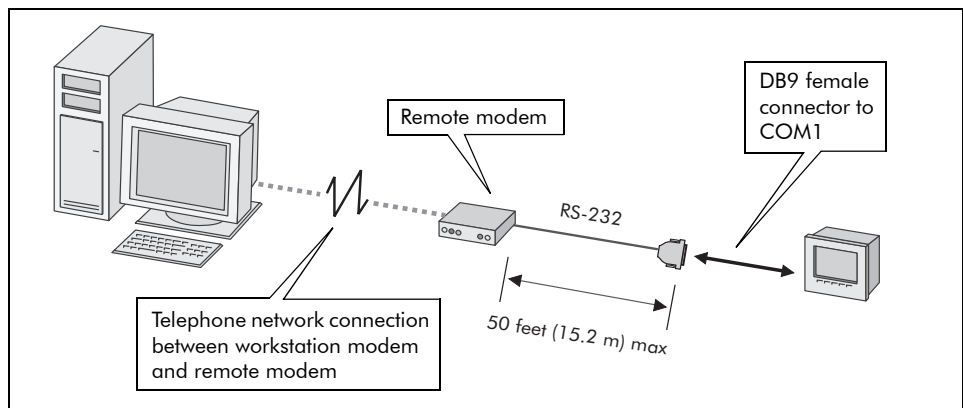 DB9 female
connector to
COM1
Remote modem
RS-232
50 feet (15.2 m) max
Telephone network connection
between workstation modem
and remote modem